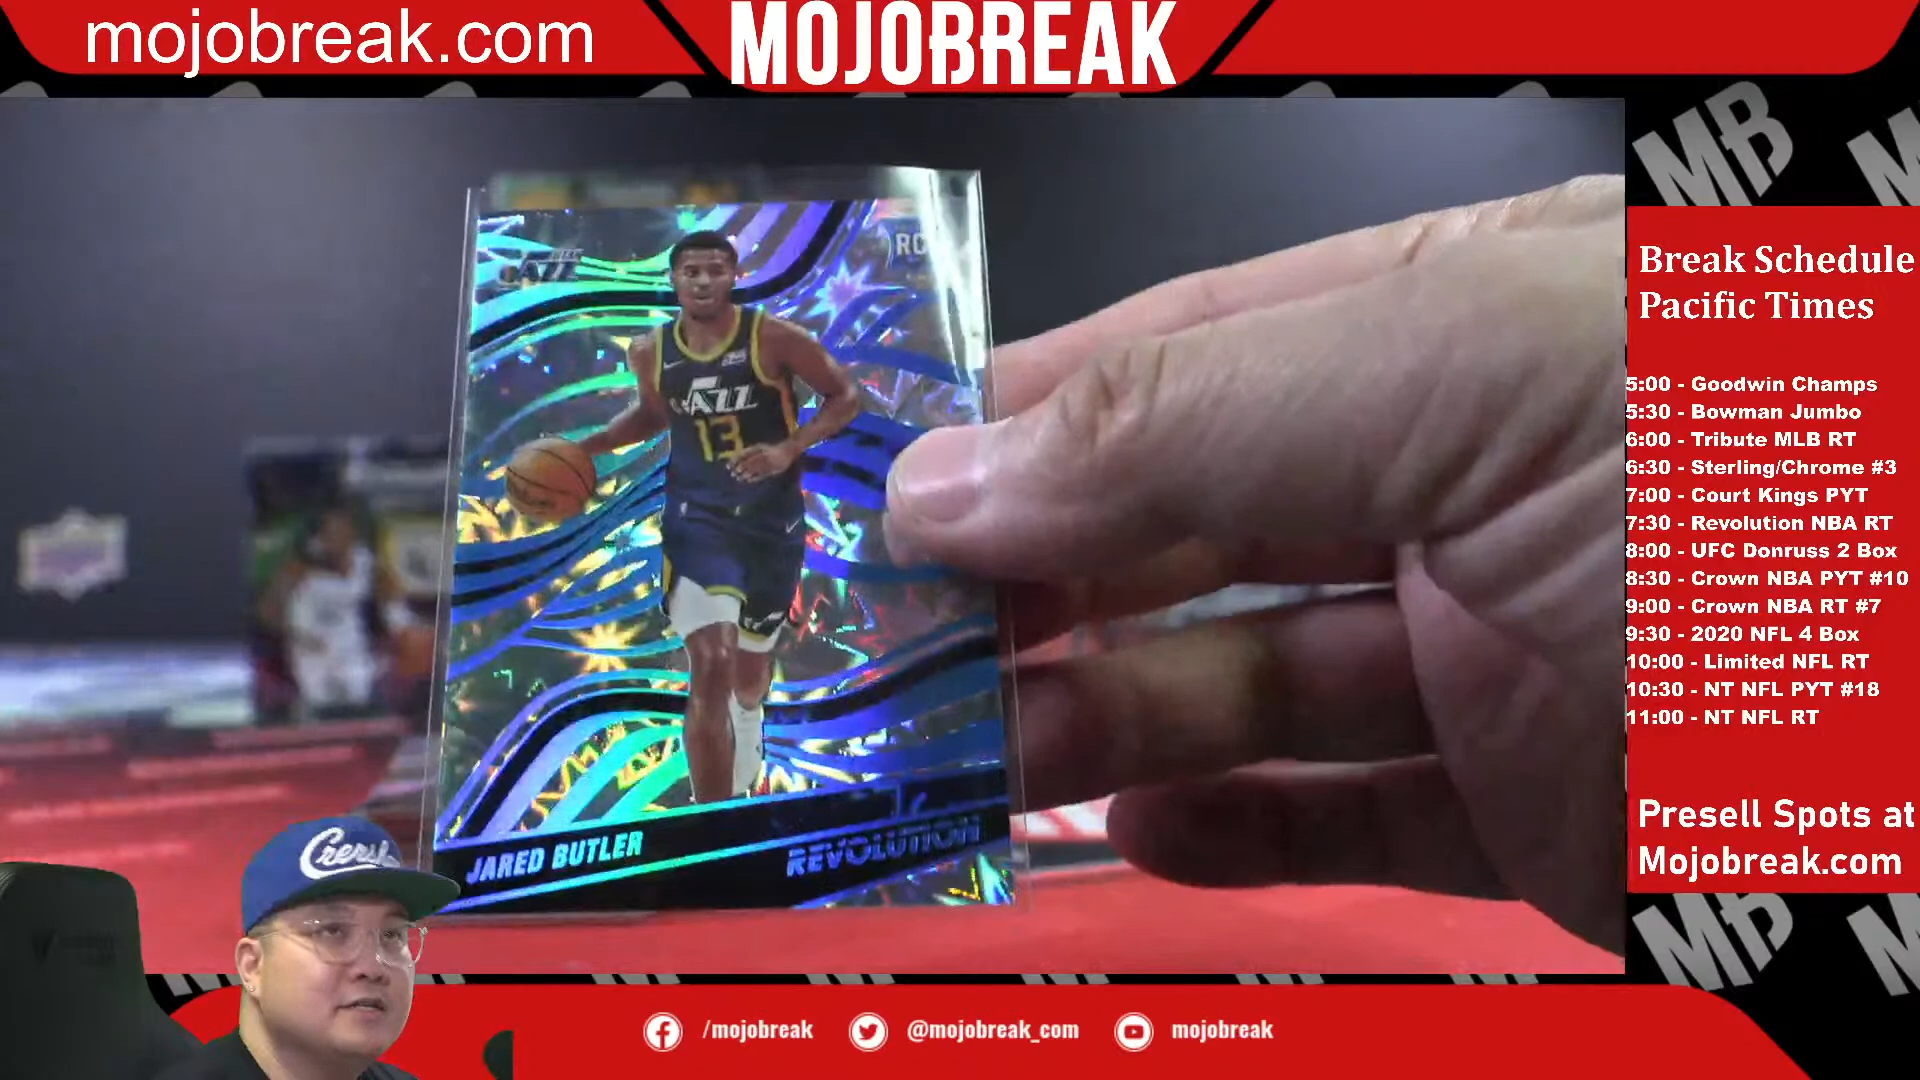 mojobreak.com
MOJOBREAK
MB
Break Schedule
Pacific Times
5:00 - Goodwin Champs
5:30 - Bowman Jumbo
6:00 - Tribute MLB RT
6:30 - Sterling/Chrome #3
7:00 - Court Kings PYT
7:30 - Revolution NBA RT
8:00 - UFC Donruss 2 Box
8:30 - Crown NBA PYT #10
9:00 - Crown NBA RT #7
9:30 - 2020 NFL 4 Box
10:00 - Limited NFL RT
10:30 - NT NFL PYT #18
11:00 - NT NFL RT
Presell Spots at
Mojobreak.com
MB
JAZZ
RC
JAZZ
13
JARED BUTLER
REVOLUTION
/mojobreak
@mojobreak_com
mojobreak